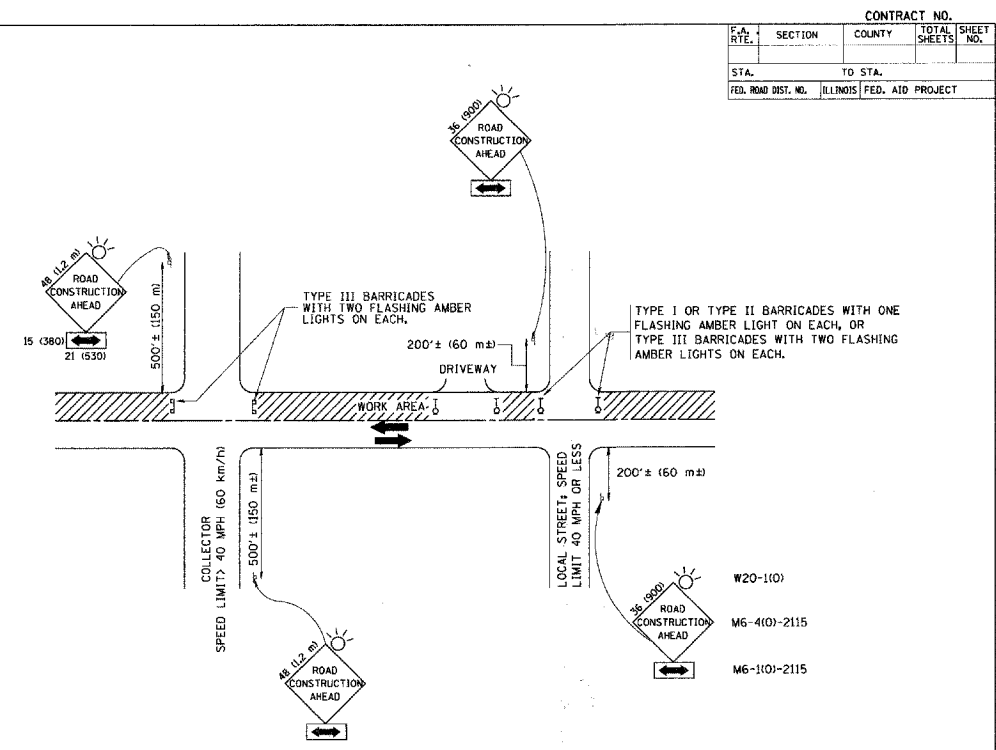 CONTRACT NO.
F.A. RTE. SECTION COUNTY TOTAL SHEETS SHEET NO.
STA. TO STA.
FED. ROAD DIST. NO. ILLINOIS FED. AID PROJECT
36 (900)
ROAD
CONSTRUCTION
AHEAD
48 (1.2 m)
ROAD
CONSTRUCTION
AHEAD
15 (380)
21 (530)
500'± (150 m)
TYPE III BARRICADES
WITH TWO FLASHING AMBER
LIGHTS ON EACH.
200'± (60 m±)
DRIVEWAY
TYPE I OR TYPE II BARRICADES WITH ONE
FLASHING AMBER LIGHT ON EACH, OR
TYPE III BARRICADES WITH TWO FLASHING
AMBER LIGHTS ON EACH.
WORK AREA
COLLECTOR
SPEED LIMIT> 40 MPH (60 km/h)
500'± (150 m±)
LOCAL STREET: SPEED
LIMIT 40 MPH OR LESS
200'± (60 m±)
48 (1.2 m)
ROAD
CONSTRUCTION
AHEAD
36 (900)
ROAD
CONSTRUCTION
AHEAD
W20-1(O)
M6-4(O)-2115
M6-1(O)-2115